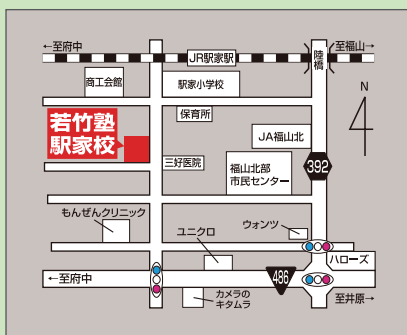 ←至府中
JR駅家駅
陸橋
至福山→
商工会館
駅家小学校
N
保育所
若竹塾
駅家校
JA福山北
三好医院
福山北部
市民センター
392
もんぜんクリニック
ウォンツ
ユニクロ
ハローズ
←至府中
486
カメラの
キタムラ
至井原→